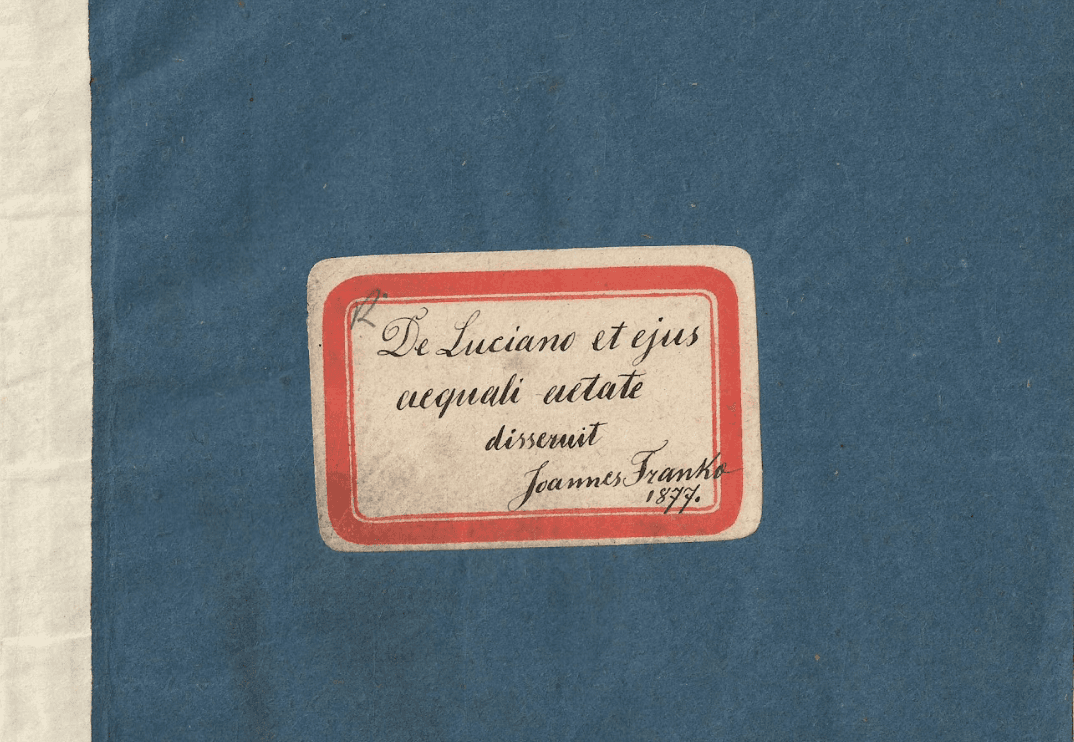 De Luciano et ejus
aequali aetate
disseruit
Joannes Franko
1877.